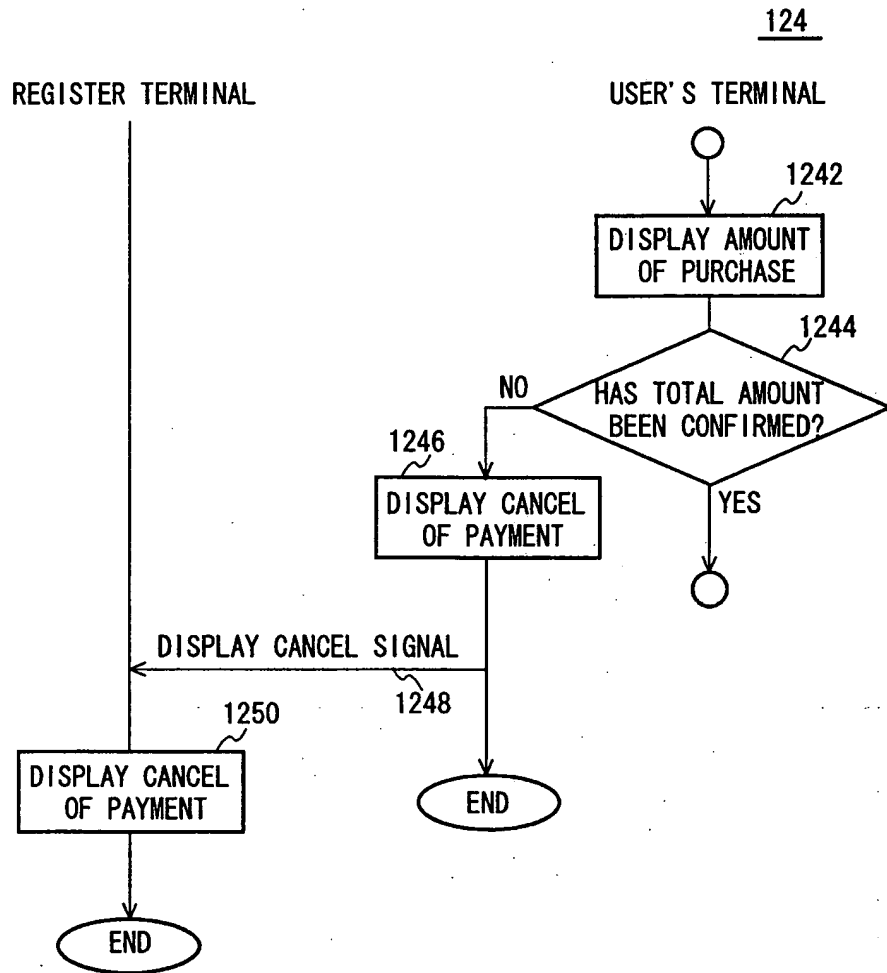 124
REGISTER TERMINAL
USER'S TERMINAL
1242
DISPLAY AMOUNT
OF PURCHASE
1244
HAS TOTAL AMOUNT
BEEN CONFIRMED?
NO
YES
1246
DISPLAY CANCEL
OF PAYMENT
DISPLAY CANCEL SIGNAL
1248
1250
DISPLAY CANCEL
OF PAYMENT
END
END